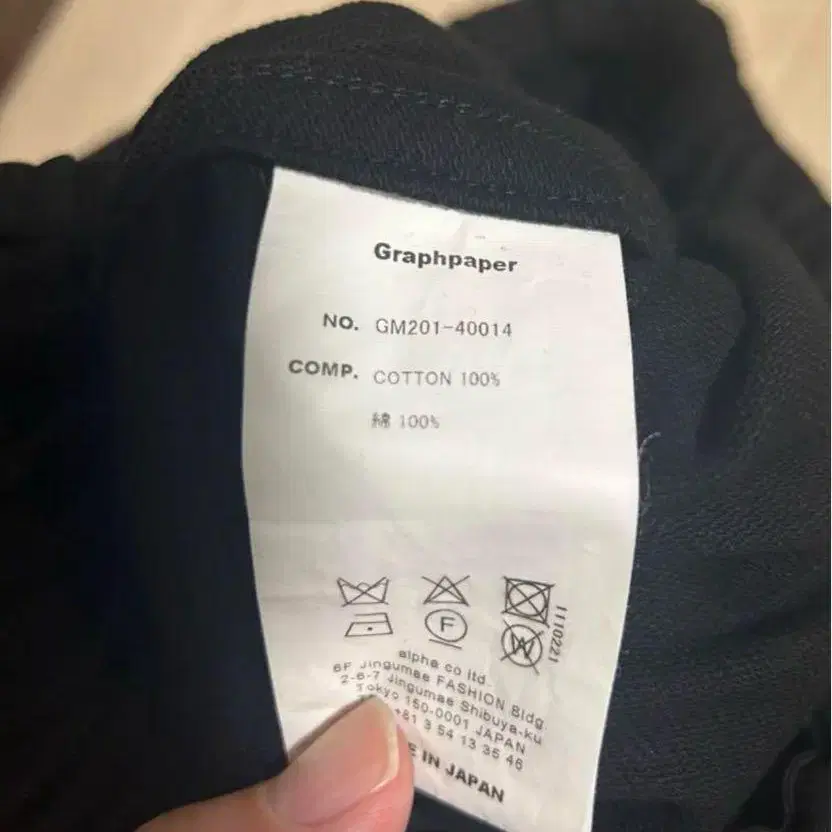 Graphpaper
NO. GM201-40014
COMP. COTTON 100%
綿 100%
F
W
1110221
alpha co ltd.
6F Jingumae FASHION Bldg.
2-6-7 Jingumae Shibuya-ku
Tokyo 150-0001 JAPAN
+81 3 54 13 35 46
E IN JAPAN